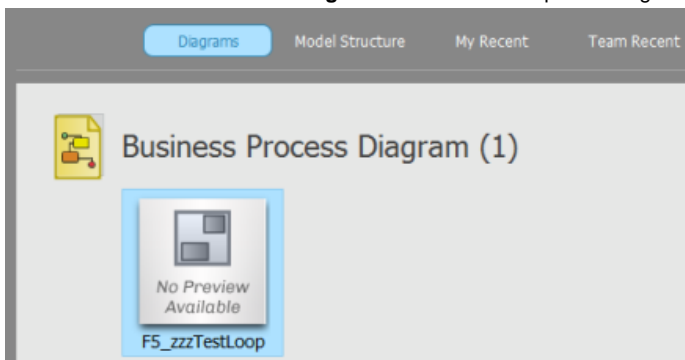 Diagrams Model Structure My Recent Team Recent
Business Process Diagram (1)
No Preview
Available
F5_zzzTestLoop